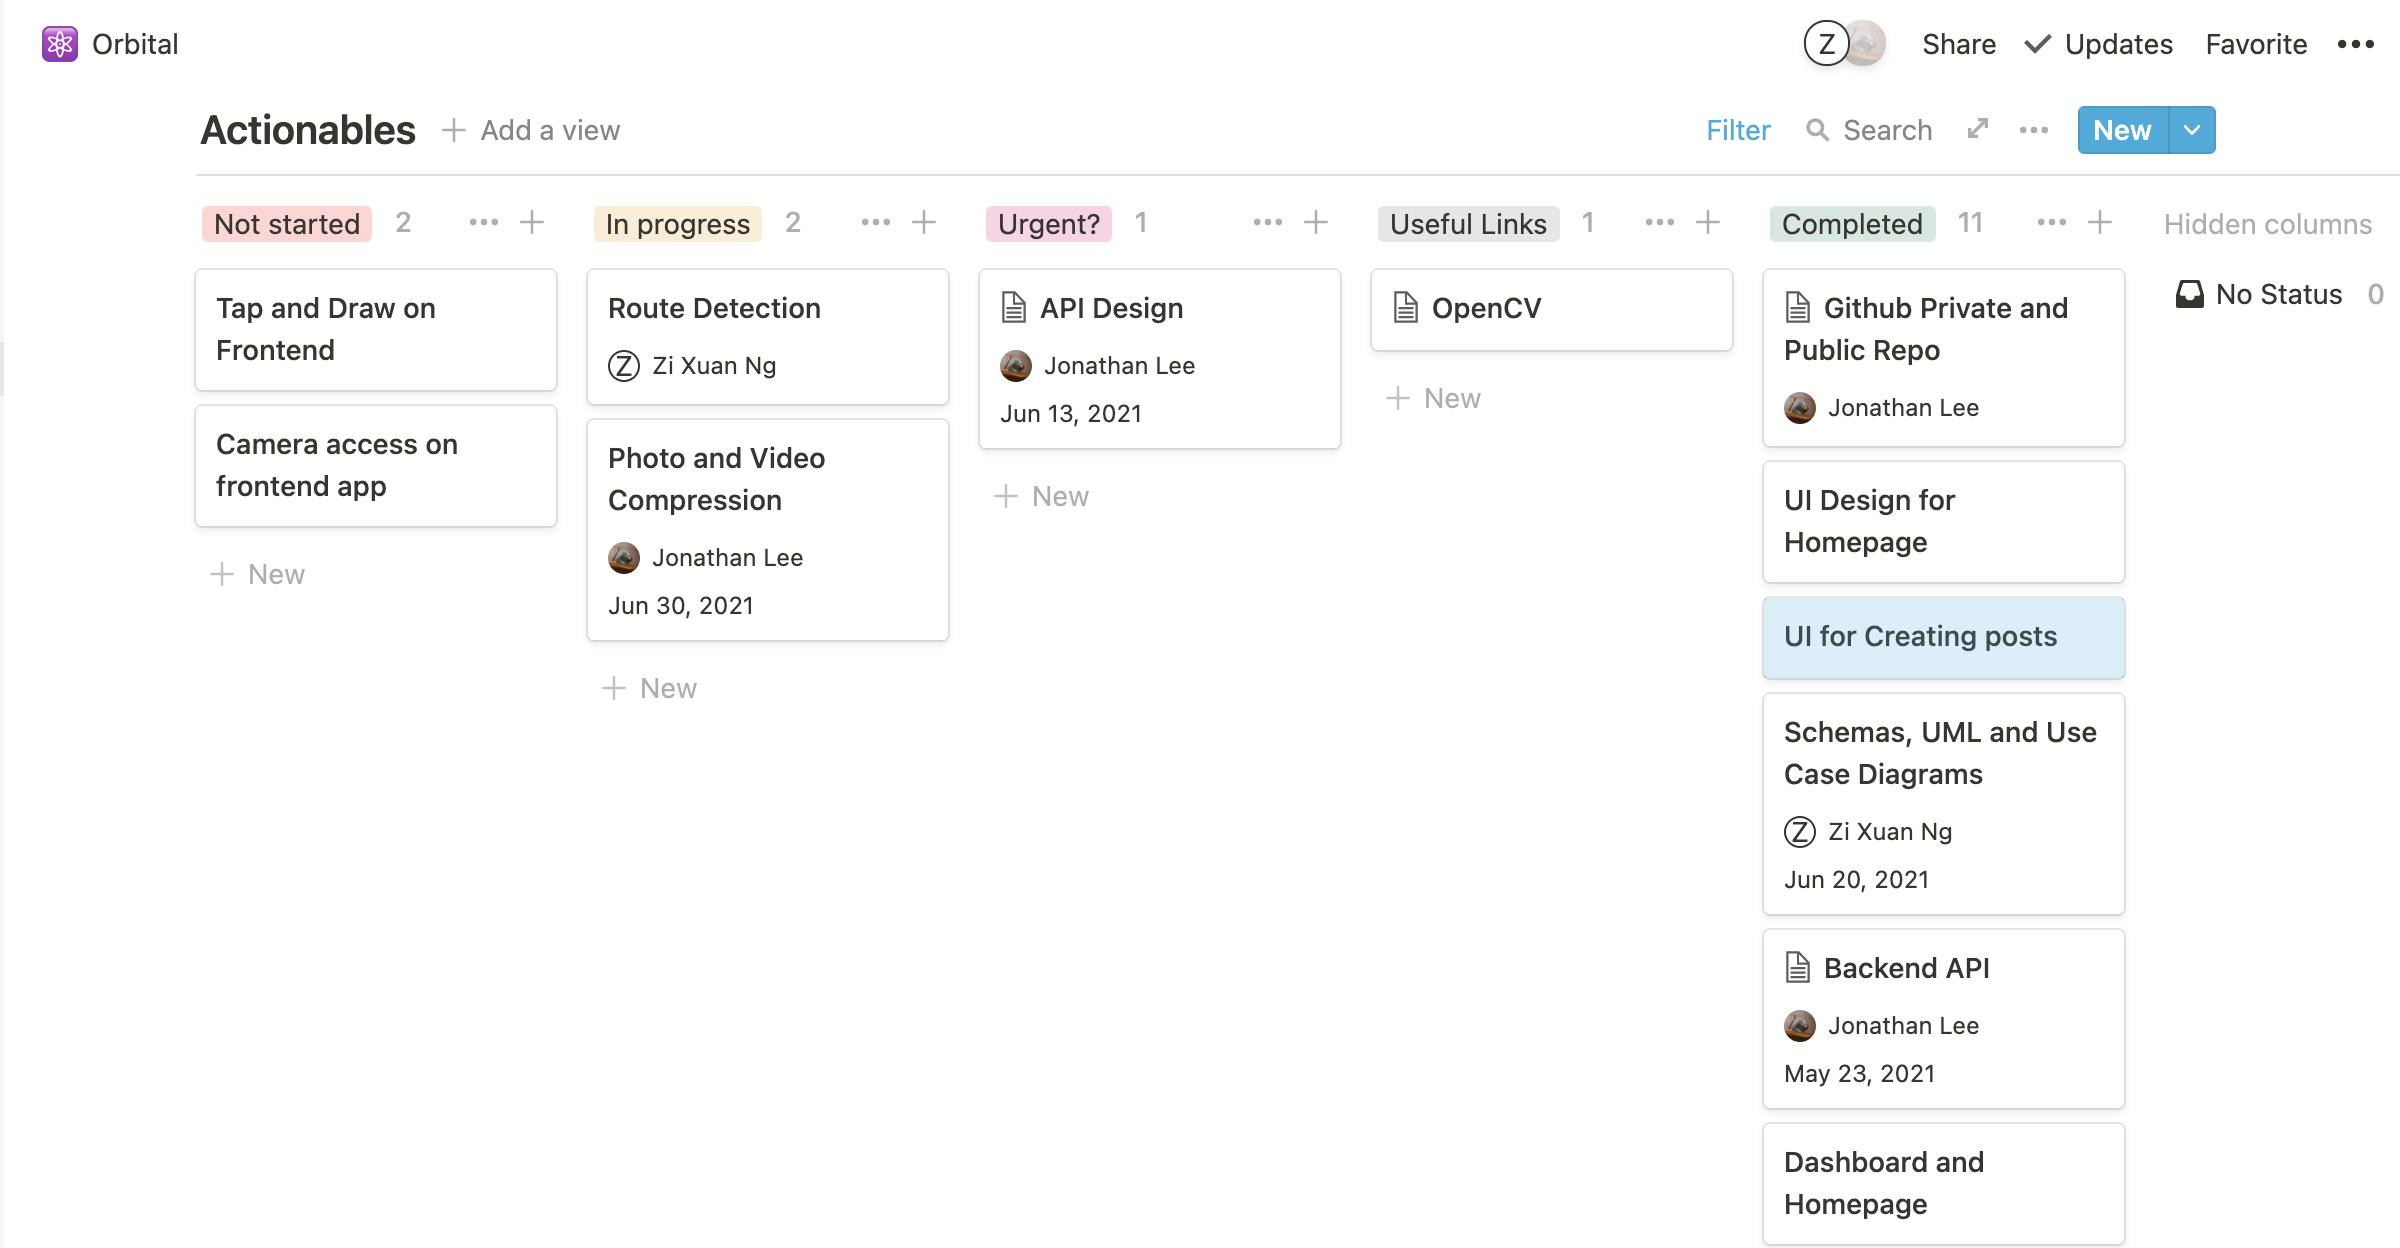 Orbital
Z
Share
Updates
Favorite
Actionables
Add a view
Filter
Search
New
Not started 2
In progress 2
Urgent? 1
Useful Links 1
Completed 11
Hidden columns
Tap and Draw on
Frontend
Camera access on
frontend app
New
Route Detection
Z Zi Xuan Ng
Photo and Video
Compression
Jonathan Lee
Jun 30, 2021
New
API Design
Jonathan Lee
Jun 13, 2021
New
OpenCV
New
Github Private and
Public Repo
Jonathan Lee
UI Design for
Homepage
UI for Creating posts
Schemas, UML and Use
Case Diagrams
Z Zi Xuan Ng
Jun 20, 2021
Backend API
Jonathan Lee
May 23, 2021
Dashboard and
Homepage
No Status 0